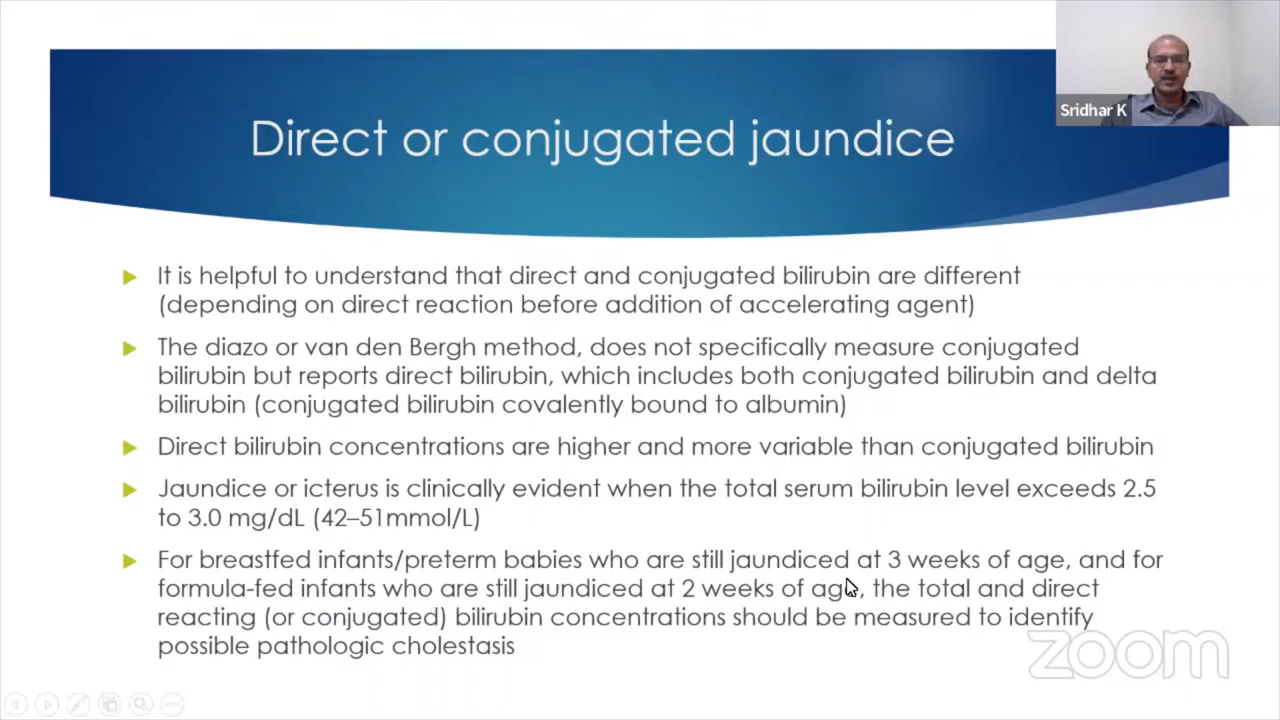 Sridhar K
Direct or conjugated jaundice
It is helpful to understand that direct and conjugated bilirubin are different
(depending on direct reaction before addition of accelerating agent)
The diazo or van den Bergh method, does not specifically measure conjugated
bilirubin but reports direct bilirubin, which includes both conjugated bilirubin and delta
bilirubin (conjugated bilirubin covalently bound to albumin)
Direct bilirubin concentrations are higher and more variable than conjugated bilirubin
Jaundice or icterus is clinically evident when the total serum bilirubin level exceeds 2.5
to 3.0 mg/dL (42–51mmol/L)
For breastfed infants/preterm babies who are still jaundiced at 3 weeks of age, and for
formula-fed infants who are still jaundiced at 2 weeks of age, the total and direct
reacting (or conjugated) bilirubin concentrations should be measured to identify
possible pathologic cholestasis
zoom